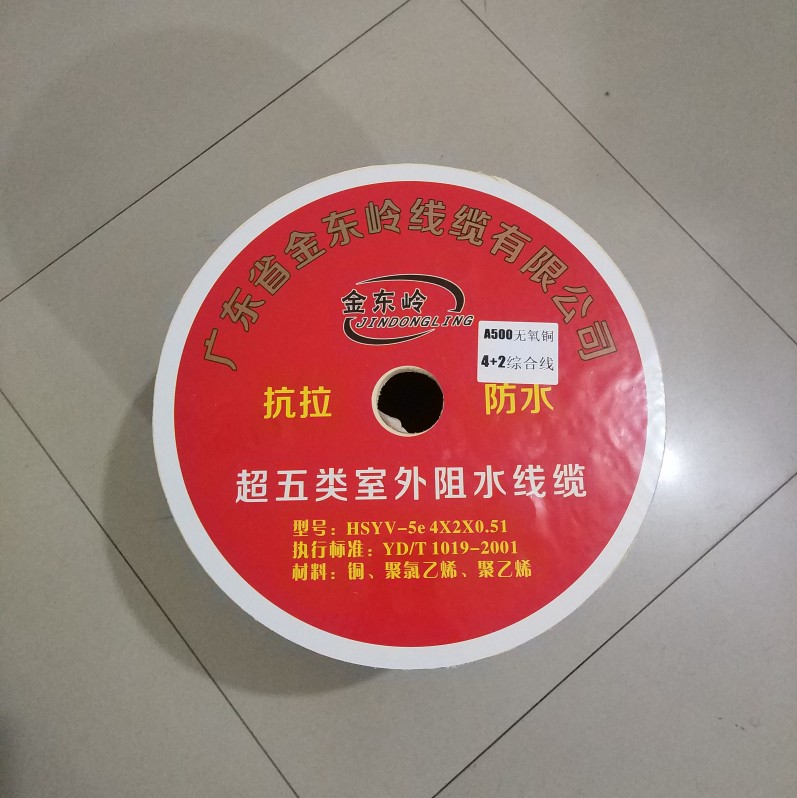 广东省金东岭线缆有限公司
金东岭
JINDONGLING
A500无氧铜
4+2综合线
抗拉 防水
超五类室外阻水线缆
型号：HSYV-5e 4X2X0.51
执行标准：YD/T 1019-2001
材料：铜、聚氯乙烯、聚乙烯